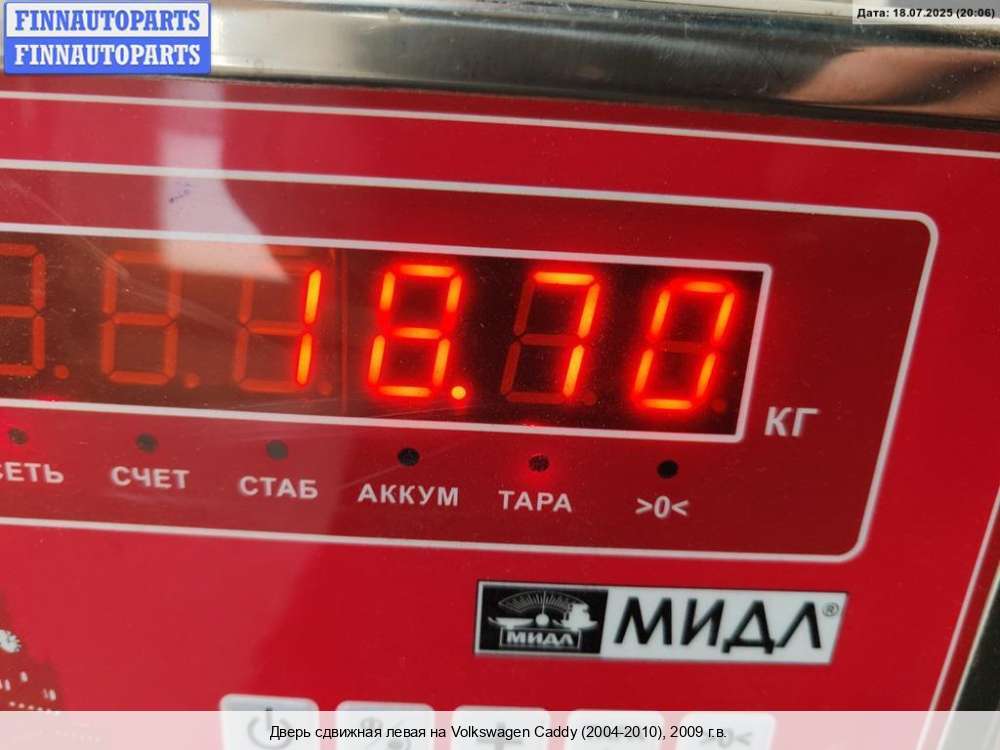 FINNAUTOPARTS
FINNAUTOPARTS
Дата: 18.07.2025 (20:06)
18.70
КГ
СЕТЬ СЧЕТ СТАБ АККУМ ТАРА >0<
МИДЛ
МИДЛ®
Дверь сдвижная левая на Volkswagen Caddy (2004-2010), 2009 г.в.